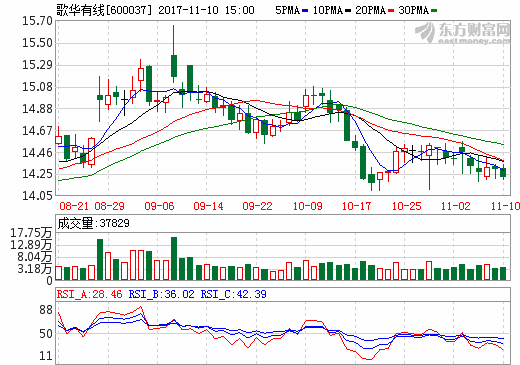 歌华有线[600037] 2017-11-10 15:00 5PMA 10PMA 20PMA 30PMA
东方财富网
eastmoney.com
15.70
15.50
15.29
15.08
14.88
14.67
14.46
14.25
14.05
08-21 08-29 09-06 09-14 09-22 10-09 10-17 10-25 11-02 11-10
成交量:37829
17.75万
12.89万
8.04万
3.18万
0
RSI_A:28.46 RSI_B:36.02 RSI_C:42.39
88
50
11